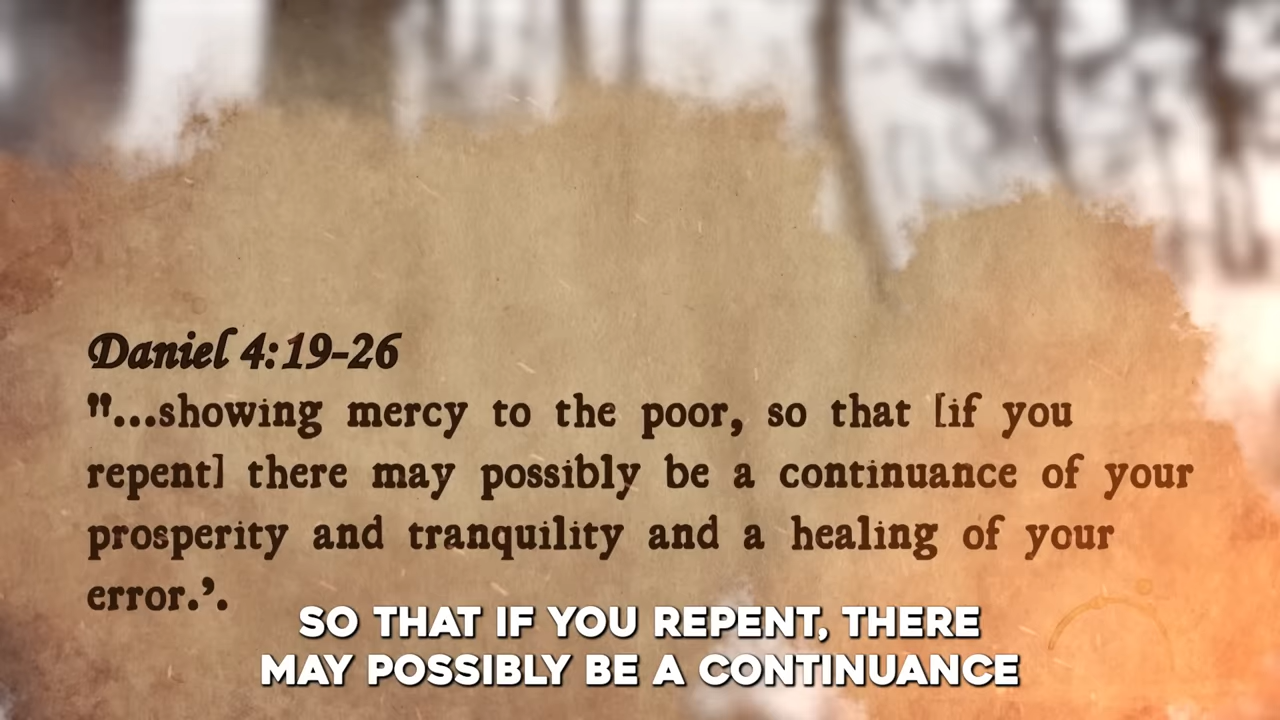 Daniel 4:19-26
"...showing mercy to the poor, so that [if you
repent] there may possibly be a continuance of your
prosperity and tranquility and a healing of your
error.'.
SO THAT IF YOU REPENT, THERE
MAY POSSIBLY BE A CONTINUANCE